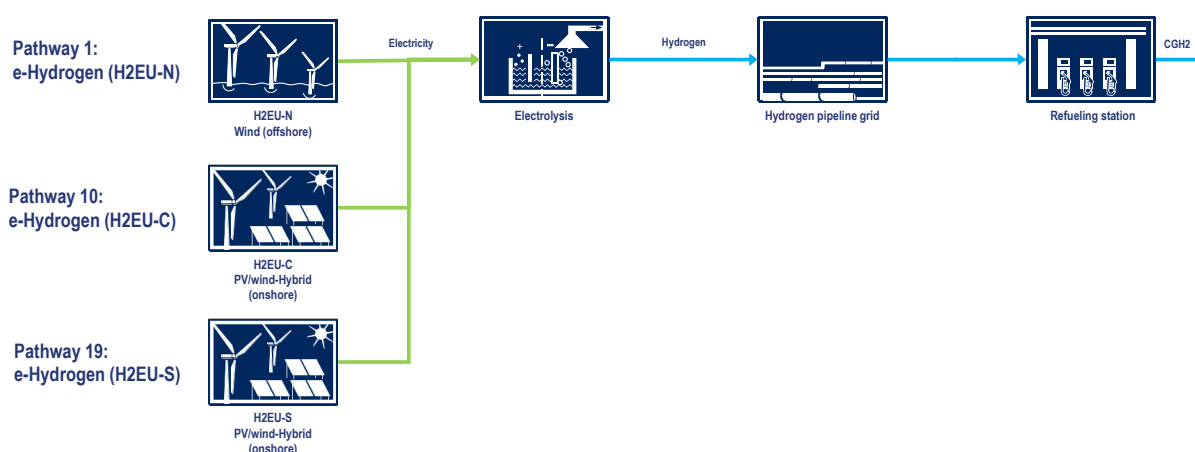 Pathway 1:
e-Hydrogen (H2EU-N)
Electricity
Hydrogen
CGH2
H2EU-N
Wind (offshore)
Electrolysis
Hydrogen pipeline grid
Refueling station
Pathway 10:
e-Hydrogen (H2EU-C)
H2EU-C
PV/wind-Hybrid
(onshore)
Pathway 19:
e-Hydrogen (H2EU-S)
H2EU-S
PV/wind-Hybrid
(onshore)